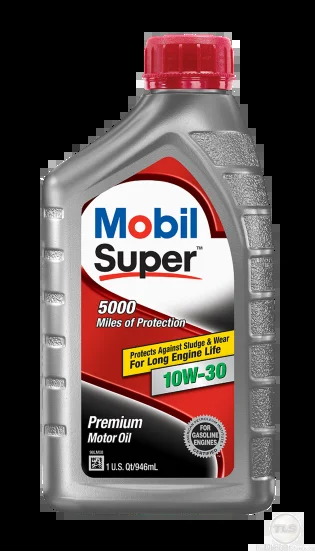 Mobil
Super™
5000
Miles of Protection
Protects Against Sludge & Wear
For Long Engine Life
10W-30
Premium
Motor Oil
FOR
GASOLINE
ENGINES
1 U.S. Qt/946mL